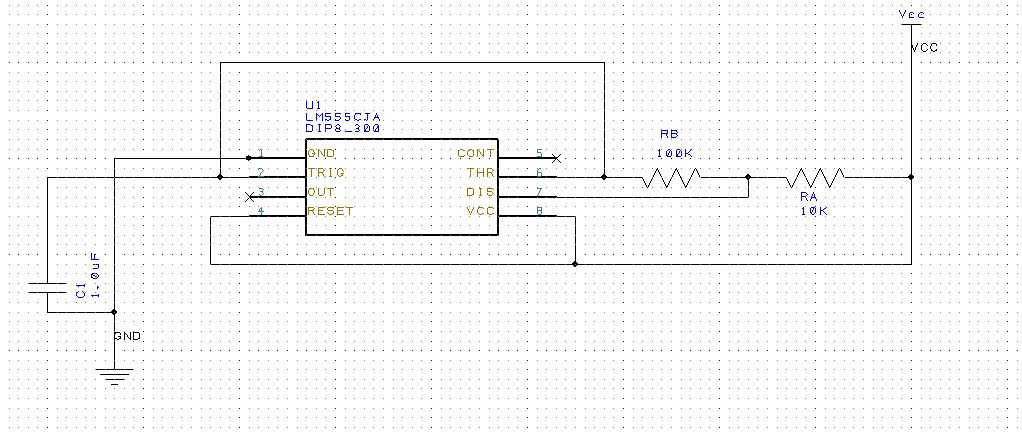 Vcc
VCC
U1
LM555CJA
DIP8_300
RB
100K
1 GND CONT 5
2 TRIG THR 6
3 OUT DIS 7
4 RESET VCC 8
RA
10K
C1
1.0uF
GND